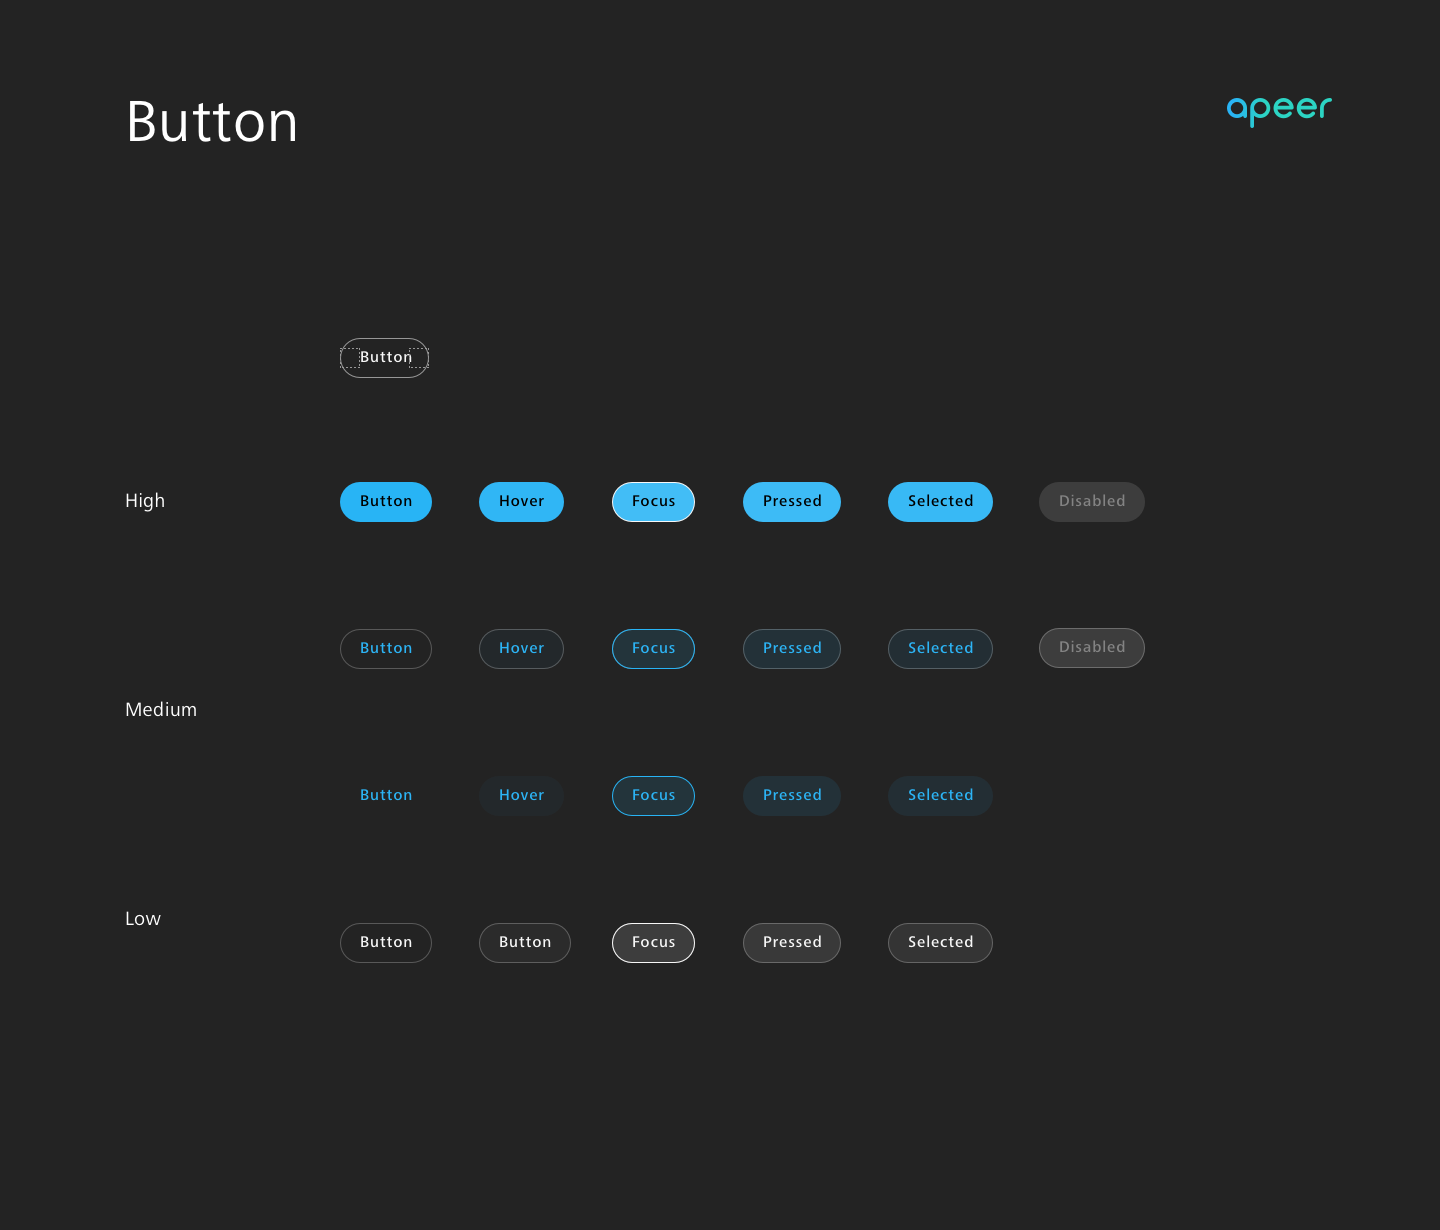 Button
apeer
Button
High
Button Hover Focus Pressed Selected Disabled
Button Hover Focus Pressed Selected Disabled
Medium
Button Hover Focus Pressed Selected
Low
Button Button Focus Pressed Selected